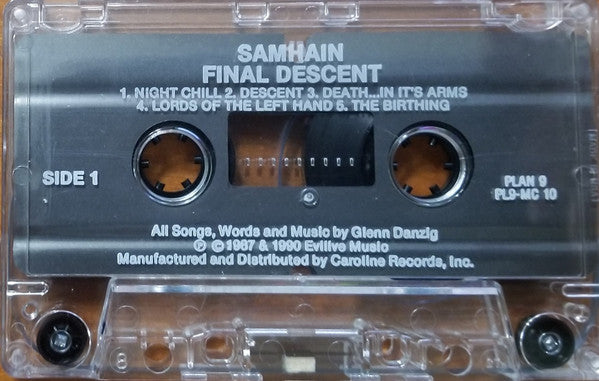 SAMHAIN
FINAL DESCENT
1. NIGHT CHILL 2. DESCENT 3. DEATH...IN IT'S ARMS
4. LORDS OF THE LEFT HAND 5. THE BIRTHING
SIDE 1
PLAN 9
PL9-MC 10
All Songs, Words and Music by Glenn Danzig
℗ © 1987 & 1990 Evilive Music
Manufactured and Distributed by Caroline Records, Inc.